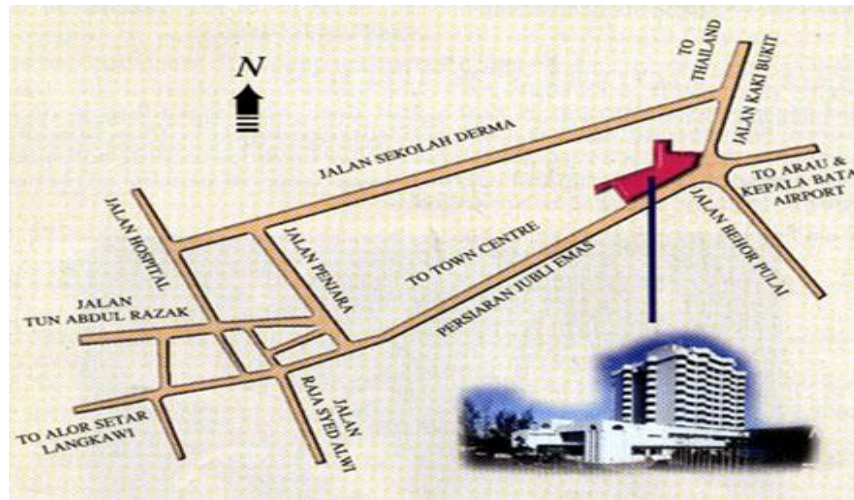 N
TO
THAILAND
JALAN KAKI BUKIT
JALAN SEKOLAH DERMA
TO ARAU &
KEPALA BATA
AIRPORT
JALAN HOSPITAL
JALAN PENJARA
TO TOWN CENTRE
PERSIARAN JUBLI EMAS
JALAN BEHOR PULAI
JALAN
TUN ABDUL RAZAK
TO ALOR SETAR
LANGKAWI
JALAN
RAJA SYED ALWI